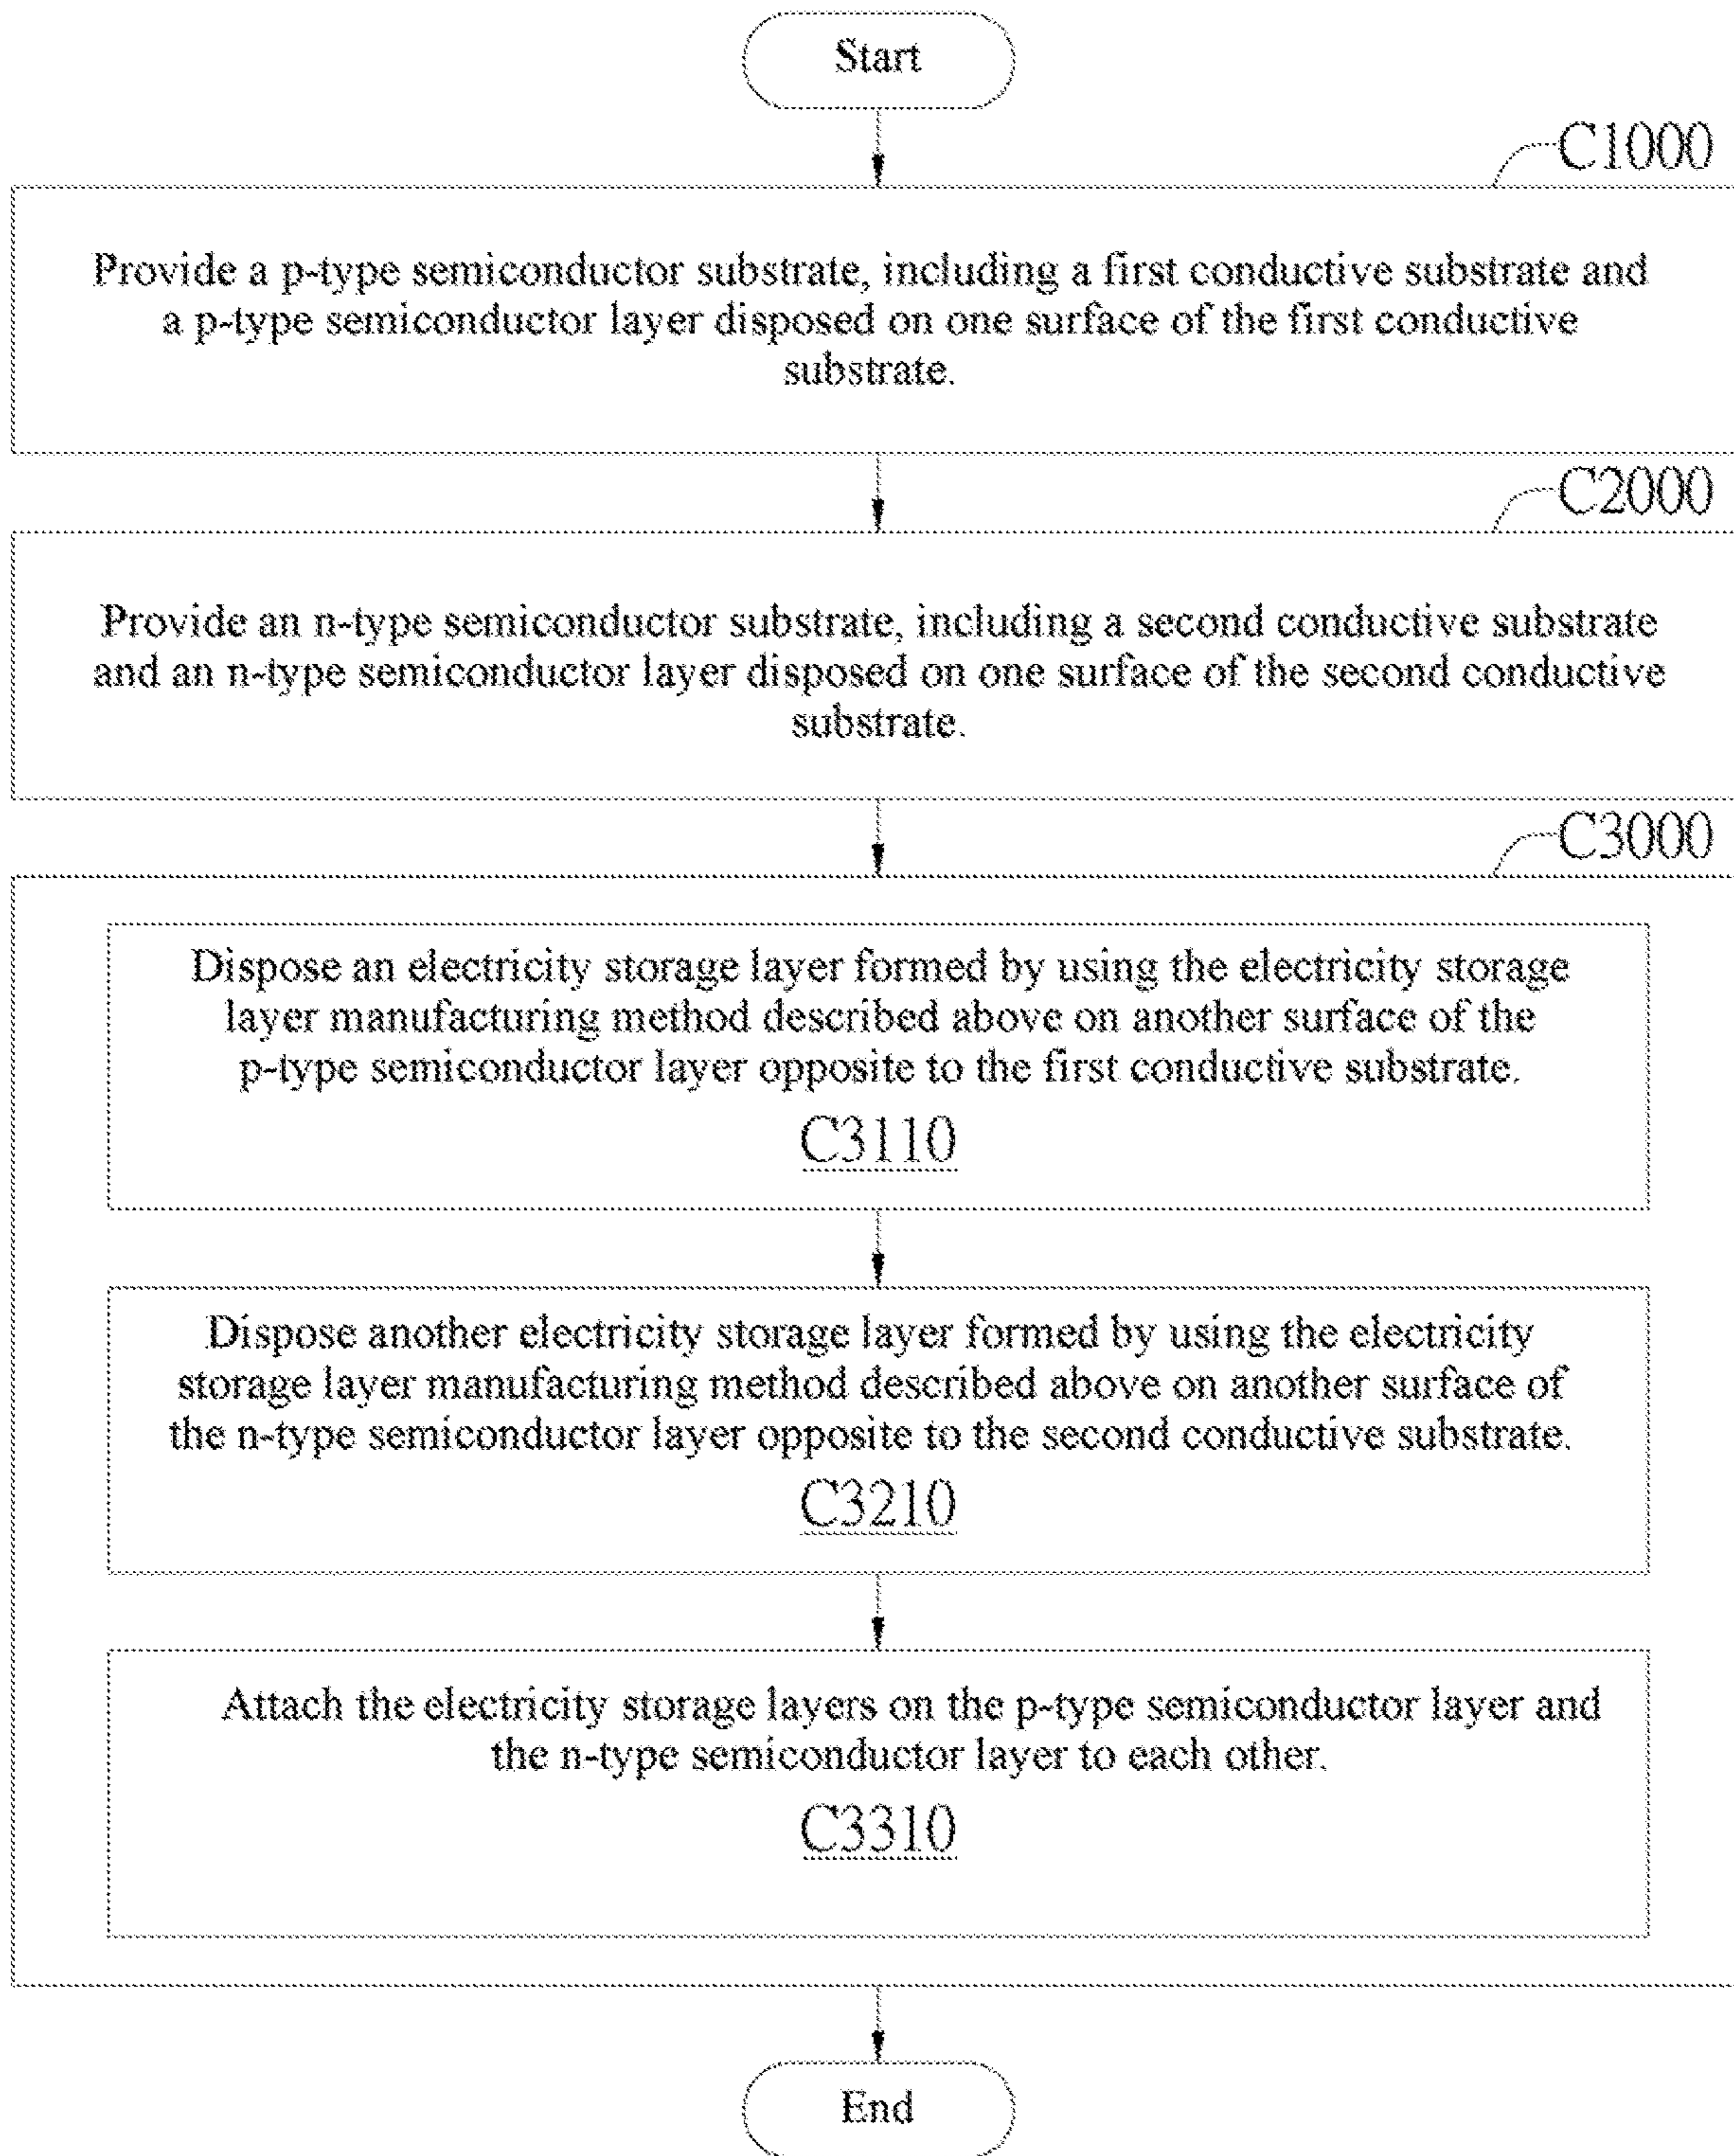 Start
C1000
Provide a p-type semiconductor substrate, including a first conductive substrate and
a p-type semiconductor layer disposed on one surface of the first conductive
substrate.
C2000
Provide an n-type semiconductor substrate, including a second conductive substrate
and an n-type semiconductor layer disposed on one surface of the second conductive
substrate.
C3000
Dispose an electricity storage layer formed by using the electricity storage
layer manufacturing method described above on another surface of the
p-type semiconductor layer opposite to the first conductive substrate.
C3110
Dispose another electricity storage layer formed by using the electricity
storage layer manufacturing method described above on another surface of
the n-type semiconductor layer opposite to the second conductive substrate.
C3210
Attach the electricity storage layers on the p-type semiconductor layer and
the n-type semiconductor layer to each other.
C3310
End